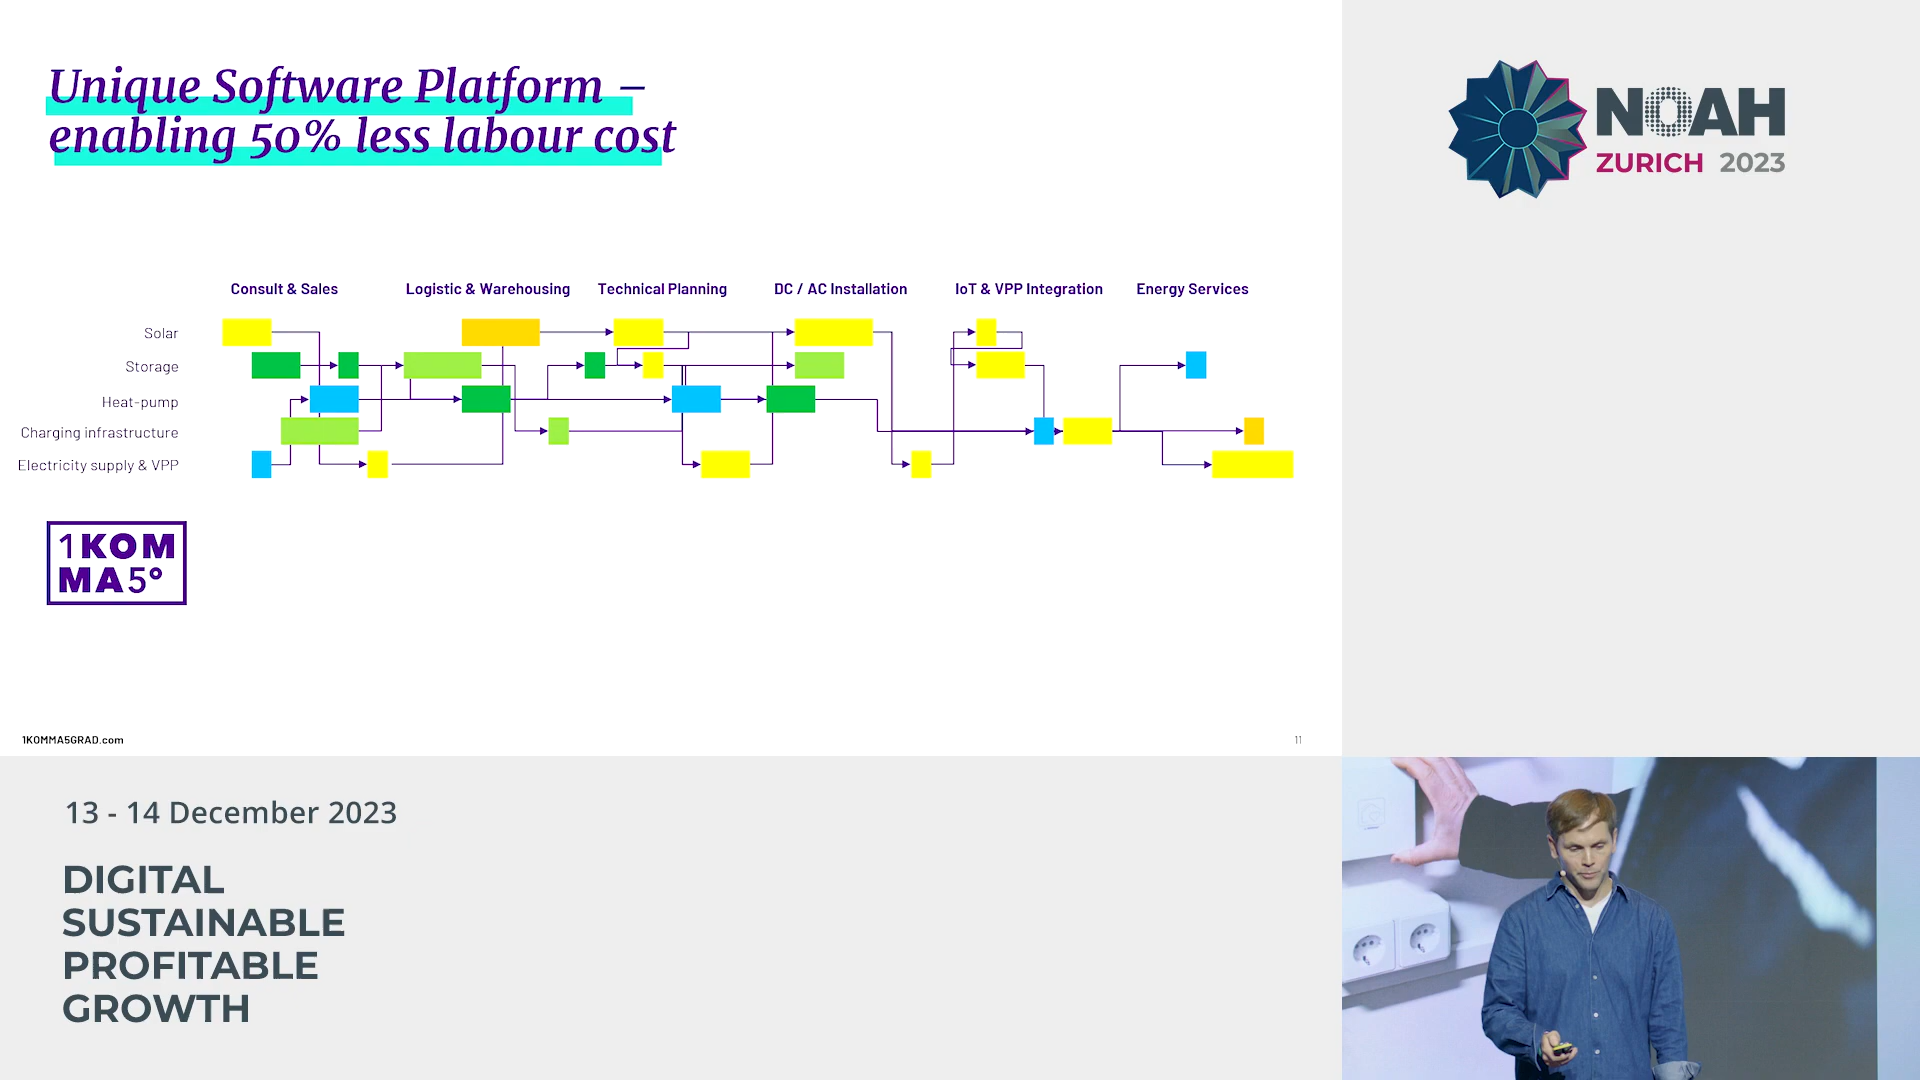 Unique Software Platform –
enabling 50% less labour cost
Consult & Sales
Logistic & Warehousing
Technical Planning
DC / AC Installation
IoT & VPP Integration
Energy Services
Solar
Storage
Heat-pump
Charging infrastructure
Electricity supply & VPP
1KOM
MA5°
1KOMMA5GRAD.com
11
NOAH
ZURICH 2023
13 - 14 December 2023
DIGITAL
SUSTAINABLE
PROFITABLE
GROWTH